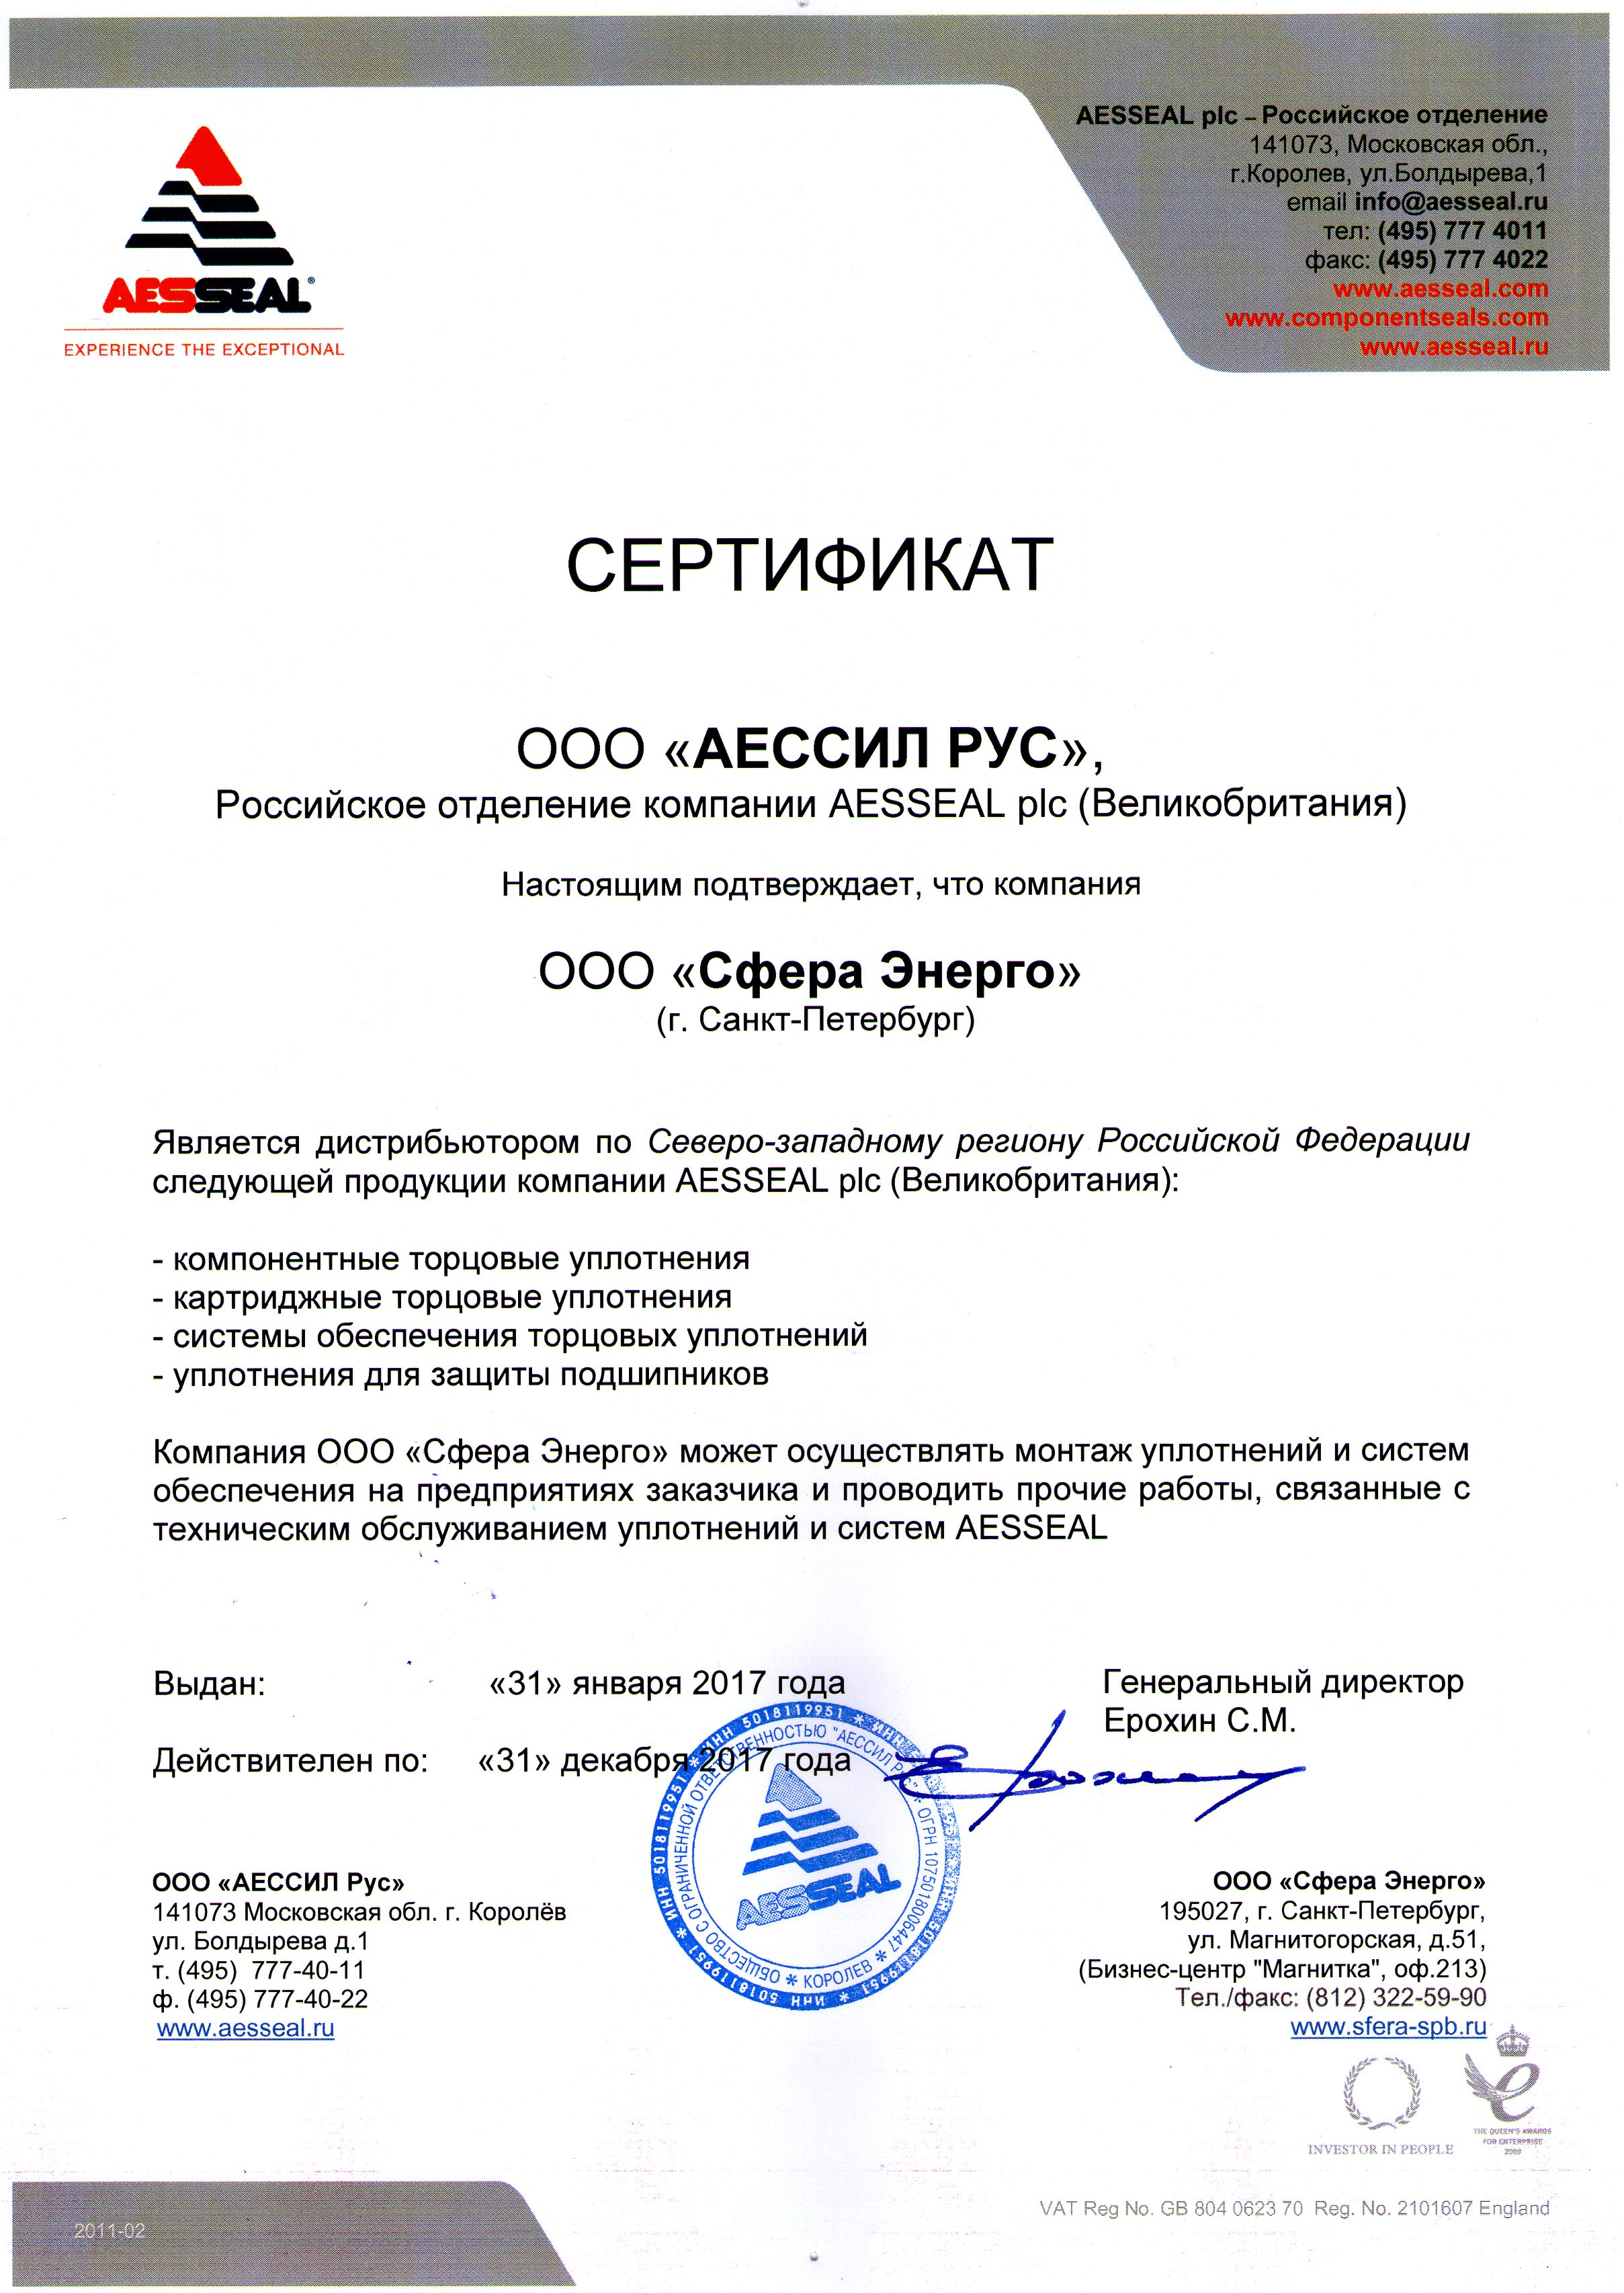 AESSEAL plc – Российское отделение
141073, Московская обл.,
г.Королев, ул.Болдырева,1
email info@aesseal.ru
тел: (495) 777 4011
факс: (495) 777 4022
www.aesseal.com
www.componentseals.com
www.aesseal.ru
AESSEAL®
EXPERIENCE THE EXCEPTIONAL
СЕРТИФИКАТ
ООО «АЕССИЛ РУС»,
Российское отделение компании AESSEAL plc (Великобритания)
Настоящим подтверждает, что компания
ООО «Сфера Энерго»
(г. Санкт-Петербург)
Является дистрибьютором по Северо-западному региону Российской Федерации
следующей продукции компании AESSEAL plc (Великобритания):
- компонентные торцовые уплотнения
- картриджные торцовые уплотнения
- системы обеспечения торцовых уплотнений
- уплотнения для защиты подшипников
Компания ООО «Сфера Энерго» может осуществлять монтаж уплотнений и систем
обеспечения на предприятиях заказчика и проводить прочие работы, связанные с
техническим обслуживанием уплотнений и систем AESSEAL
Выдан: «31» января 2017 года
Генеральный директор
Ерохин С.М.
Действителен по: «31» декабря 2017 года
ИНН 5018119951 * ИНН 5018119951 * ИНН 5018119951 * ИНН 5018119951 *
ОБЩЕСТВО С ОГРАНИЧЕННОЙ ОТВЕТСТВЕННОСТЬЮ "АЕССИЛ РУС" * ОГРН 1075018006447 * КОРОЛЕВ *
AESSEAL
ООО «АЕССИЛ Рус»
141073 Московская обл. г. Королёв
ул. Болдырева д.1
т. (495) 777-40-11
ф. (495) 777-40-22
www.aesseal.ru
ООО «Сфера Энерго»
195027, г. Санкт-Петербург,
ул. Магнитогорская, д.51,
(Бизнес-центр "Магнитка", оф.213)
Тел./факс: (812) 322-59-90
www.sfera-spb.ru
INVESTOR IN PEOPLE
THE QUEEN'S AWARDS
FOR ENTERPRISE
VAT Reg No. GB 804 0623 70 Reg. No. 2101607 England
2011-02